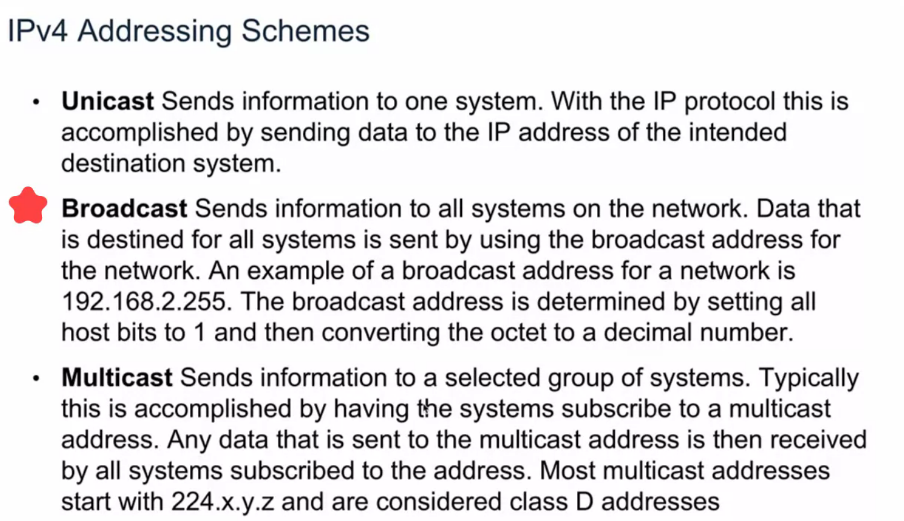 IPv4 Addressing Schemes
• Unicast Sends information to one system. With the IP protocol this is
accomplished by sending data to the IP address of the intended
destination system.
Broadcast Sends information to all systems on the network. Data that
is destined for all systems is sent by using the broadcast address for
the network. An example of a broadcast address for a network is
192.168.2.255. The broadcast address is determined by setting all
host bits to 1 and then converting the octet to a decimal number.
• Multicast Sends information to a selected group of systems. Typically
this is accomplished by having the systems subscribe to a multicast
address. Any data that is sent to the multicast address is then received
by all systems subscribed to the address. Most multicast addresses
start with 224.x.y.z and are considered class D addresses